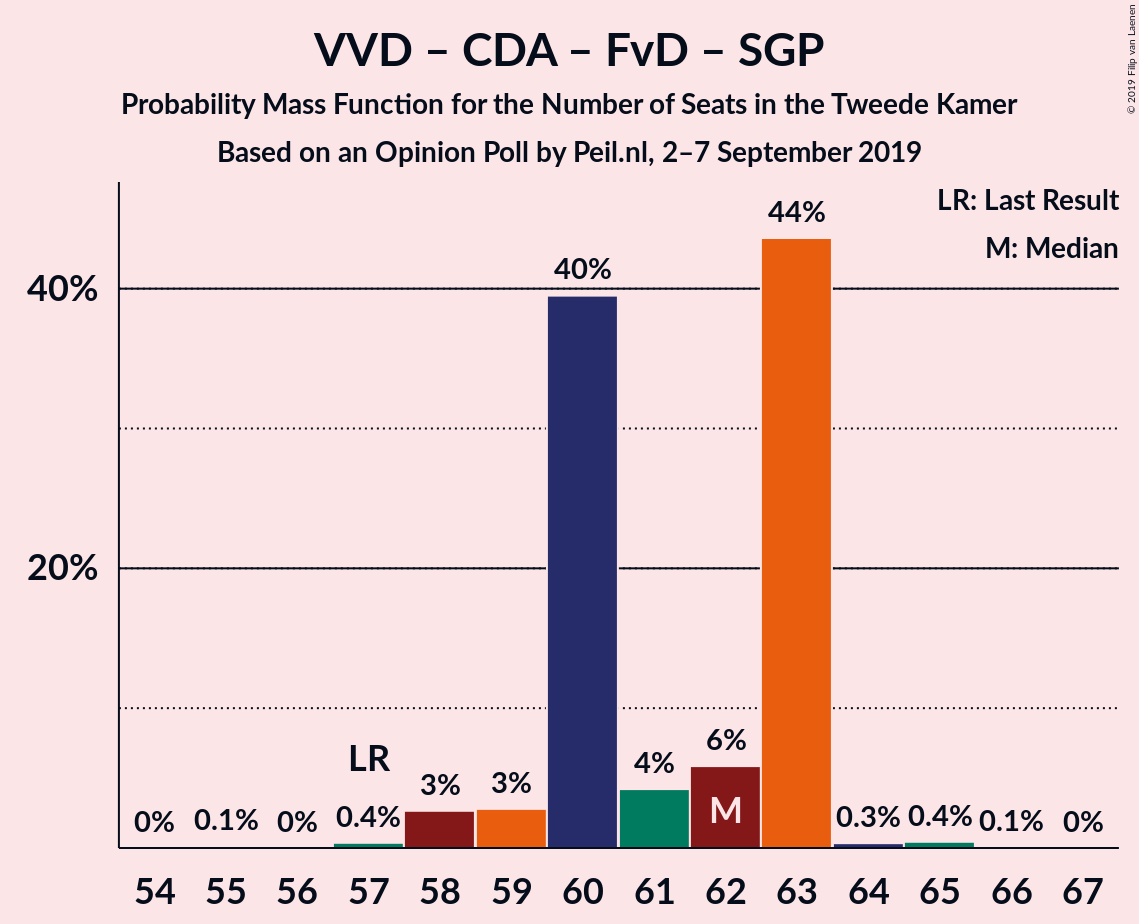 VVD – CDA – FvD – SGP
Probability Mass Function for the Number of Seats in the Tweede Kamer
Based on an Opinion Poll by Peil.nl, 2–7 September 2019
© 2019 Filip van Laenen
LR: Last Result
M: Median
40%
20%
0%
0.1%
0%
0.4%
LR
3%
3%
40%
4%
6%
M
44%
0.3%
0.4%
0.1%
0%
54 55 56 57 58 59 60 61 62 63 64 65 66 67